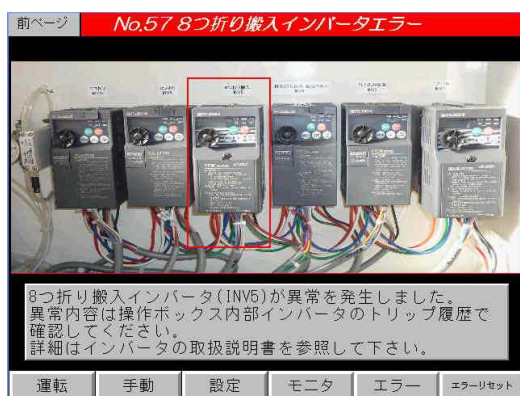 前ページ
No.57 8つ折り搬入インバータエラー
8つ折り搬入インバータ(INV5)が異常を発生しました。
異常内容は操作ボックス内部インバータのトリップ履歴で
確認してください。
詳細はインバータの取扱説明書を参照して下さい。
運転
手動
設定
モニタ
エラー
エラーリセット